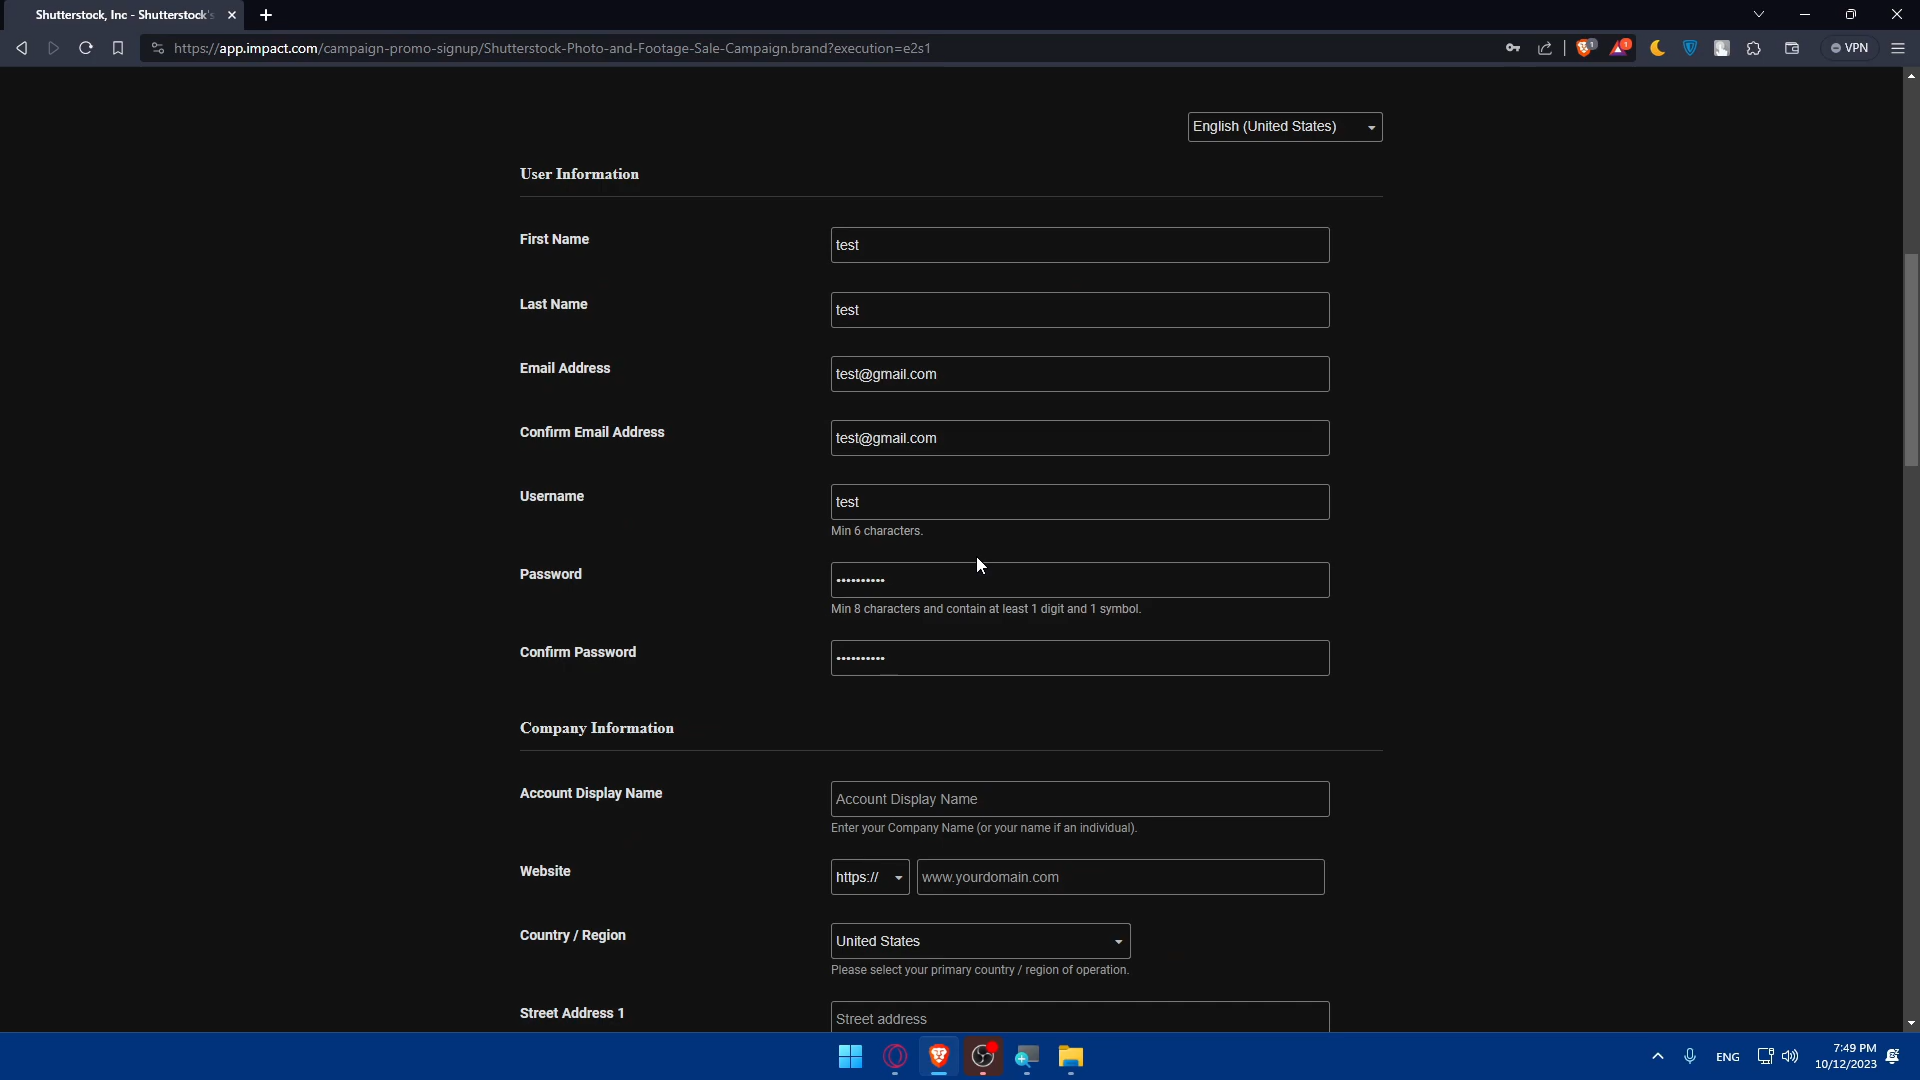 Shutterstock, Inc - Shutterstock's
https://app.impact.com/campaign-promo-signup/Shutterstock-Photo-and-Footage-Sale-Campaign.brand?execution=e2s1
1
1
VPN
English (United States)
User Information
First Name
test
Last Name
test
Email Address
test@gmail.com
Confirm Email Address
test@gmail.com
Username
test
Min 6 characters.
Password
••••••••••
Min 8 characters and contain at least 1 digit and 1 symbol.
Confirm Password
••••••••••
Company Information
Account Display Name
Account Display Name
Enter your Company Name (or your name if an individual).
Website
https://
www.yourdomain.com
Country / Region
United States
Please select your primary country / region of operation.
Street Address 1
Street address
ENG
7:49 PM
10/12/2023